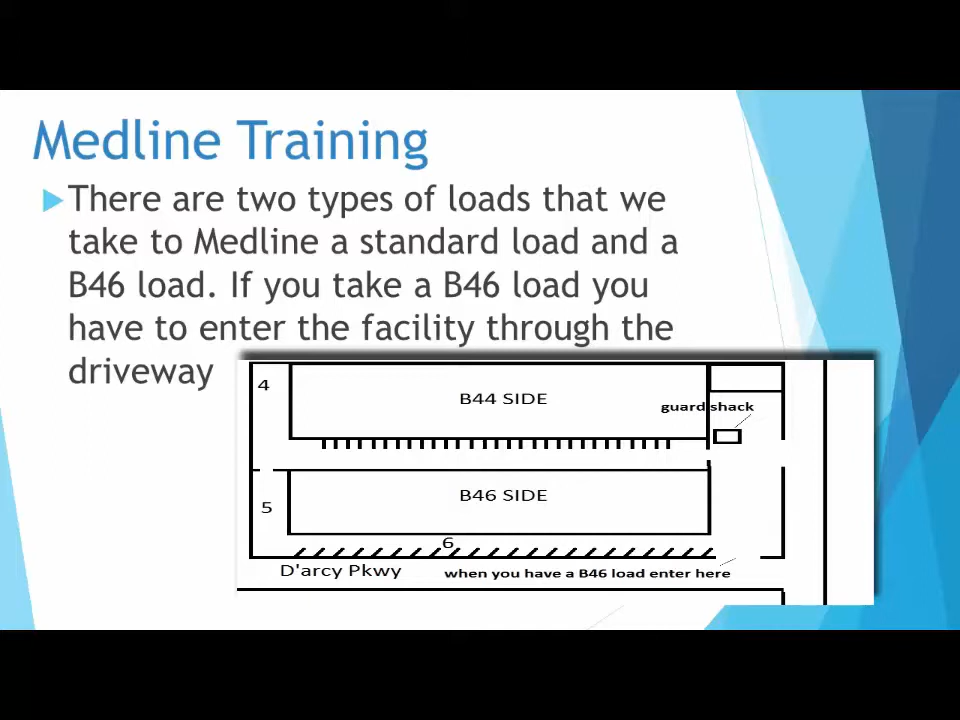 Medline Training
There are two types of loads that we
take to Medline a standard load and a
B46 load. If you take a B46 load you
have to enter the facility through the
driveway
4
B44 SIDE
guard shack
B46 SIDE
5
6
D'arcy Pkwy
when you have a B46 load enter here